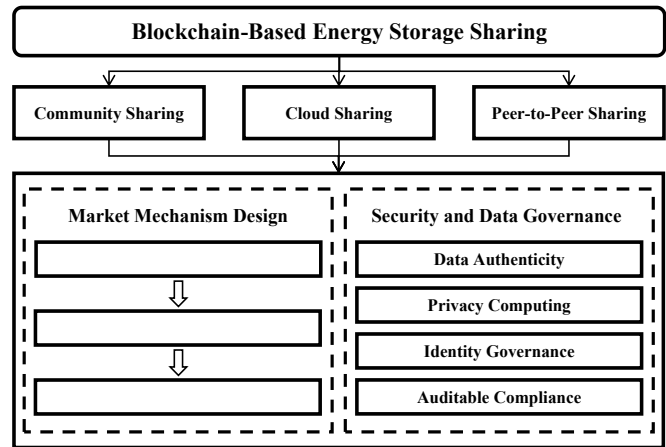 Blockchain-Based Energy Storage Sharing
Community Sharing
Cloud Sharing
Peer-to-Peer Sharing
Market Mechanism Design
Security and Data Governance
Data Authenticity
Privacy Computing
Identity Governance
Auditable Compliance